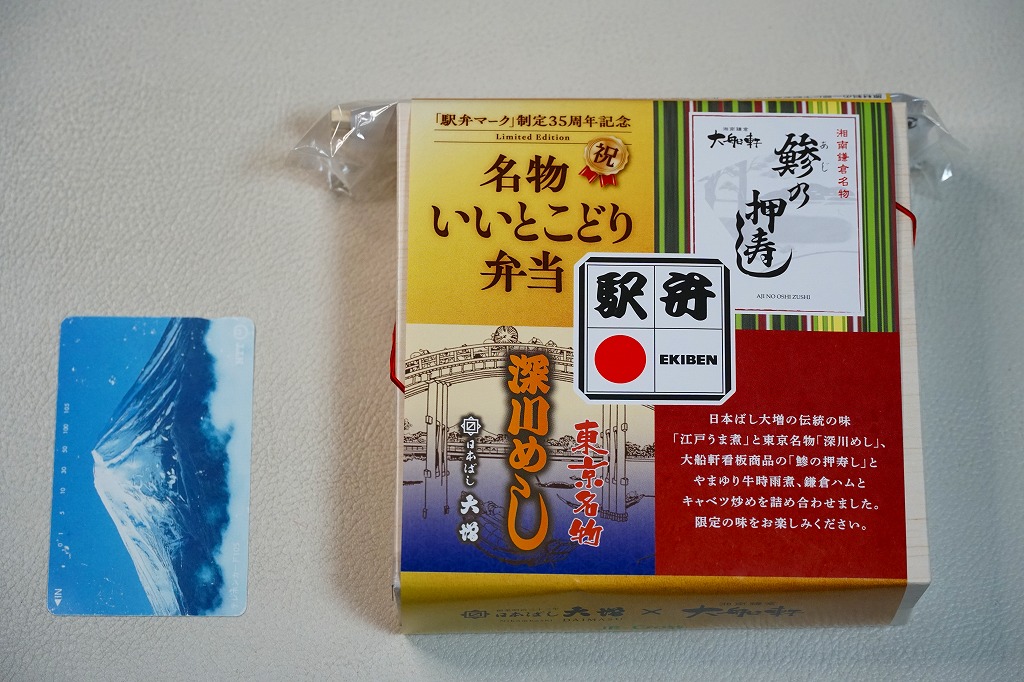 「駅弁マーク」制定35周年記念
Limited Edition
祝
名物
いいとこどり
弁当
湘南鎌倉
大船軒
湘南鎌倉名物
鯵の押寿し
あじ
AJI NO OSHI ZUSHI
駅弁
EKIBEN
深川めし
東京名物
日本ばし
大増
日本ばし大増の伝統の味
「江戸うま煮」と東京名物「深川めし」、
大船軒看板商品の「鯵の押寿し」と
やまゆり牛時雨煮、鎌倉ハムと
キャベツ炒めを詰め合わせました。
限定の味をお楽しみください。
日本ばし 大増 × 大船軒
IN